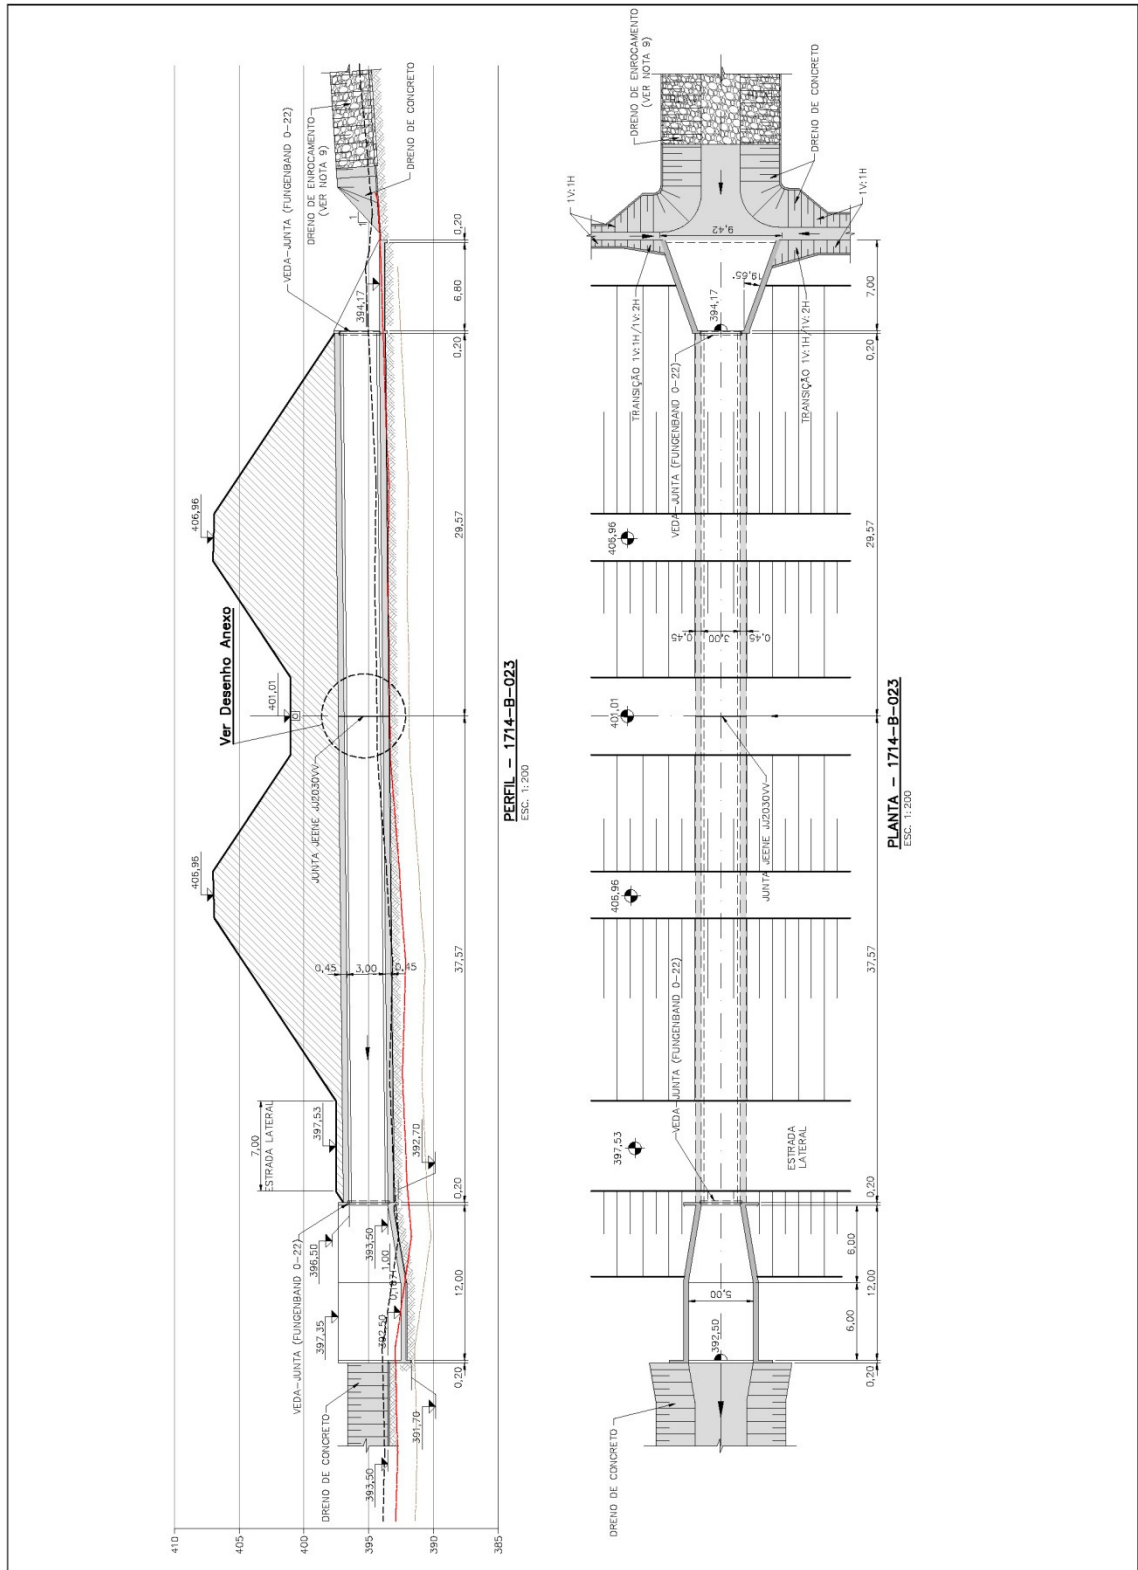 410
405
400
395
390
385
VEDA-JUNTA (FUNGENBAND O-22)
DRENO DE ENROCAMENTO
(VER NOTA 9)
DRENO DE CONCRETO
1
1
394,17
0,20
6,80
0,20
406,96
29,57
Ver Desenho Anexo
401,01
JUNTA JEENE JJ2030VV
406,96
0,45
3,00
0,45
37,57
7,00
ESTRADA LATERAL
397,53
392,70
0,20
VEDA-JUNTA (FUNGENBAND O-22)
396,50
393,50
1,00
397,35
392,50
12,00
0,20
DRENO DE CONCRETO
393,50
391,70
PERFIL - 1714-B-023
ESC. 1:200
DRENO DE ENROCAMENTO
(VER NOTA 9)
DRENO DE CONCRETO
1V:1H
1V:1H
9,42
19,65°
7,00
TRANSIÇÃO 1V:1H/1V:2H
TRANSIÇÃO 1V:1H/1V:2H
394,17
VEDA-JUNTA (FUNGENBAND O-22)
0,20
406,96
29,57
0,45
3,00
0,45
401,01
JUNTA JEENE JJ2030VV
406,96
37,57
VEDA-JUNTA (FUNGENBAND O-22)
397,53
ESTRADA
LATERAL
0,20
6,00
5,00
12,00
6,00
392,50
0,20
DRENO DE CONCRETO
PLANTA - 1714-B-023
ESC. 1:200